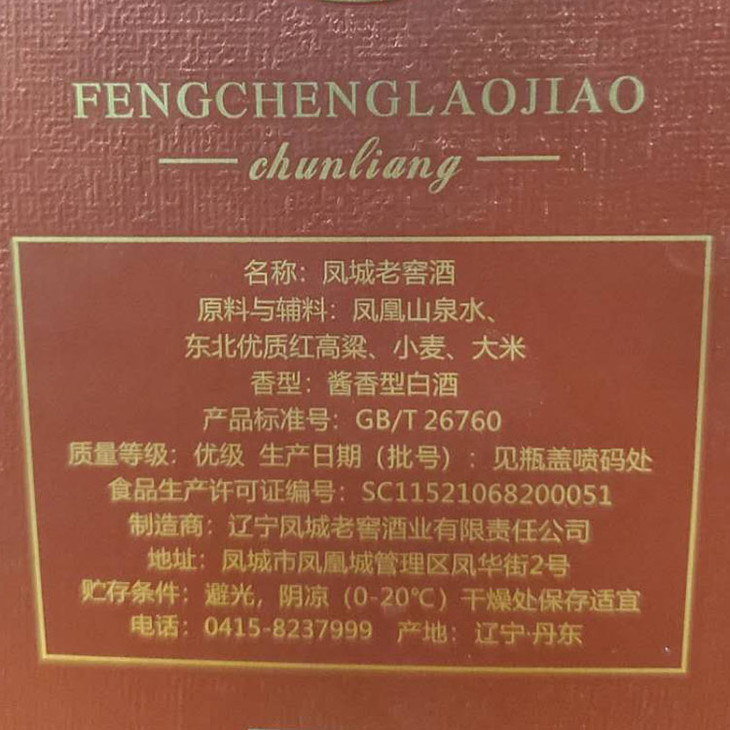 FENGCHENGLAOJIAO
chunliang
名称：凤城老窖酒
原料与辅料：凤凰山泉水、
东北优质红高粱、小麦、大米
香型：酱香型白酒
产品标准号：GB/T 26760
质量等级：优级 生产日期（批号）：见瓶盖喷码处
食品生产许可证编号：SC11521068200051
制造商：辽宁凤城老窖酒业有限责任公司
地址：凤城市凤凰城管理区凤华街2号
贮存条件：避光，阴凉（0-20℃）干燥处保存适宜
电话：0415-8237999 产地：辽宁·丹东